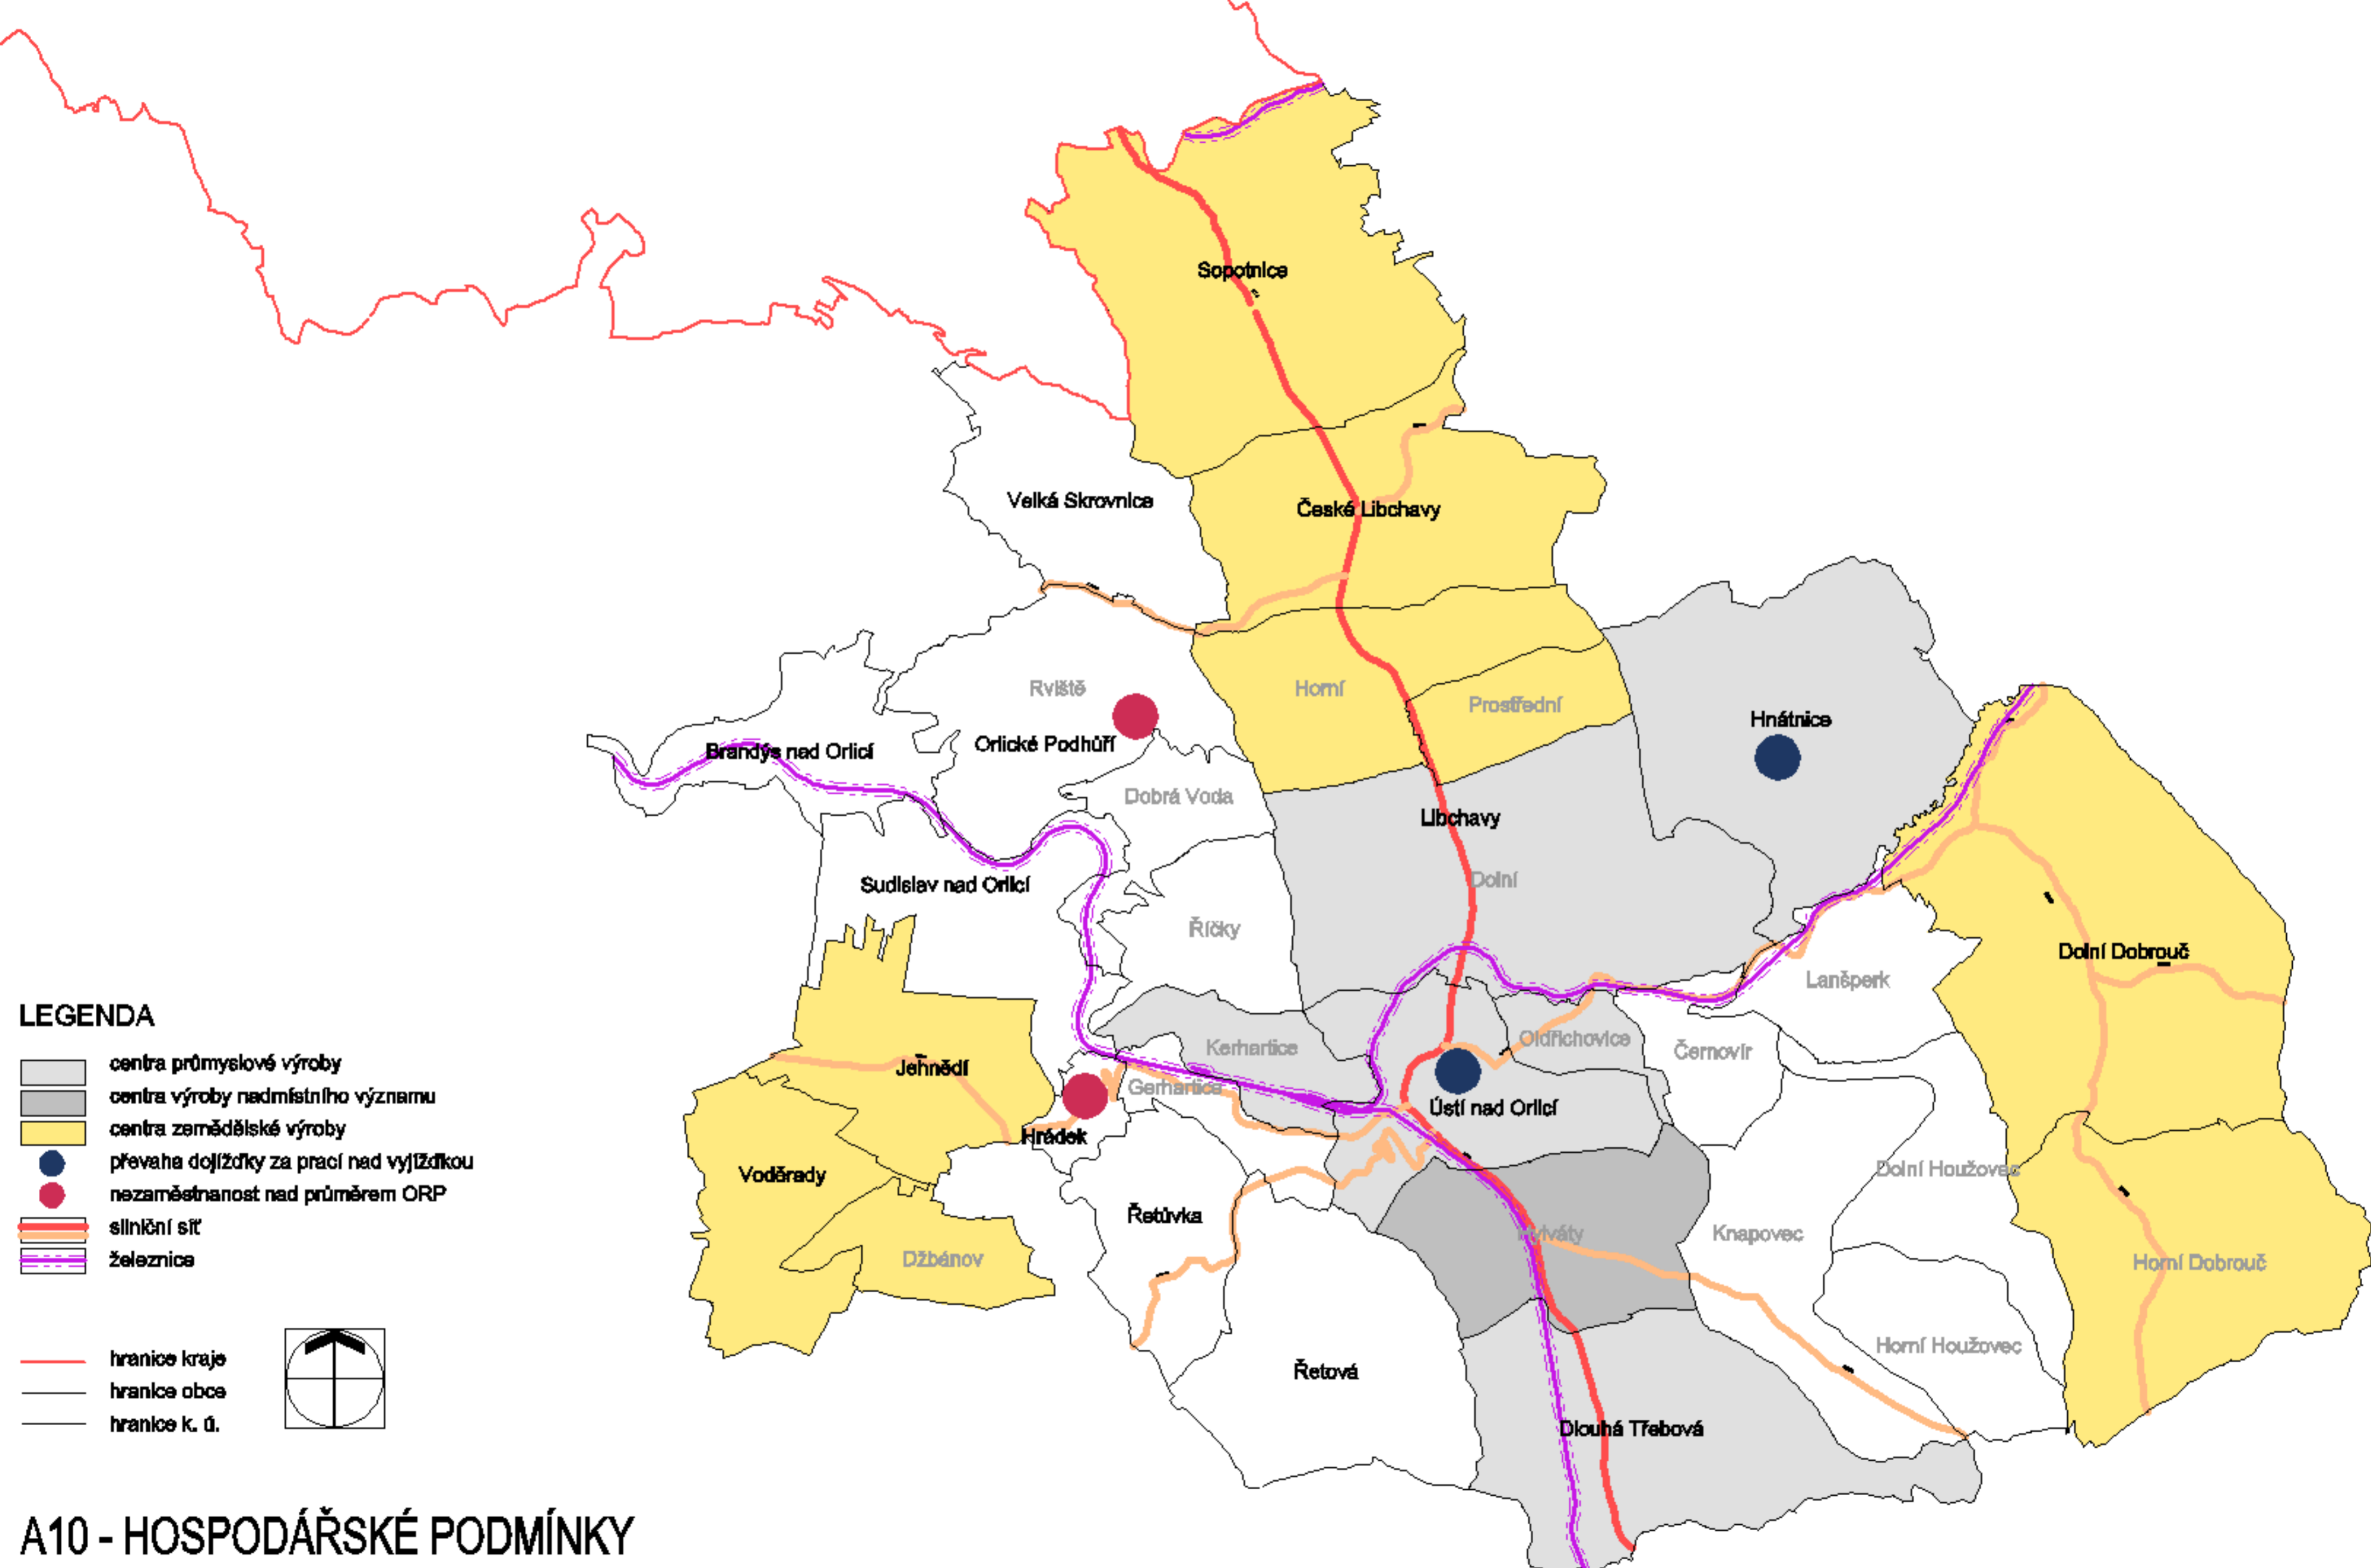 Sopotnice
Velká Skrovnice
České Libchavy
Rviště
Horní
Prostřední
Hnátnice
Orlické Podhůří
Brandýs nad Orlicí
Dobrá Voda
Libchavy
Sudislav nad Orlicí
Dolní
Říčky
Dolní Dobrouč
Lanšperk
Kerhartice
Oldřichovice
Černovír
Jehnědí
Gerhartice
Ústí nad Orlicí
Hrádek
Voděrady
Dolní Houžovec
Řetůvka
Hylváty
Knapovec
Džbánov
Horní Dobrouč
Horní Houžovec
Řetová
Dlouhá Třebová
LEGENDA
centra průmyslové výroby
centra výroby nadmístního významu
centra zemědělské výroby
převaha dojížďky za prací nad vyjížďkou
nezaměstnanost nad průměrem ORP
sliniční síť
železnice
hranice kraje
hranice obce
hranice k. ú.
A10 - HOSPODÁŘSKÉ PODMÍNKY